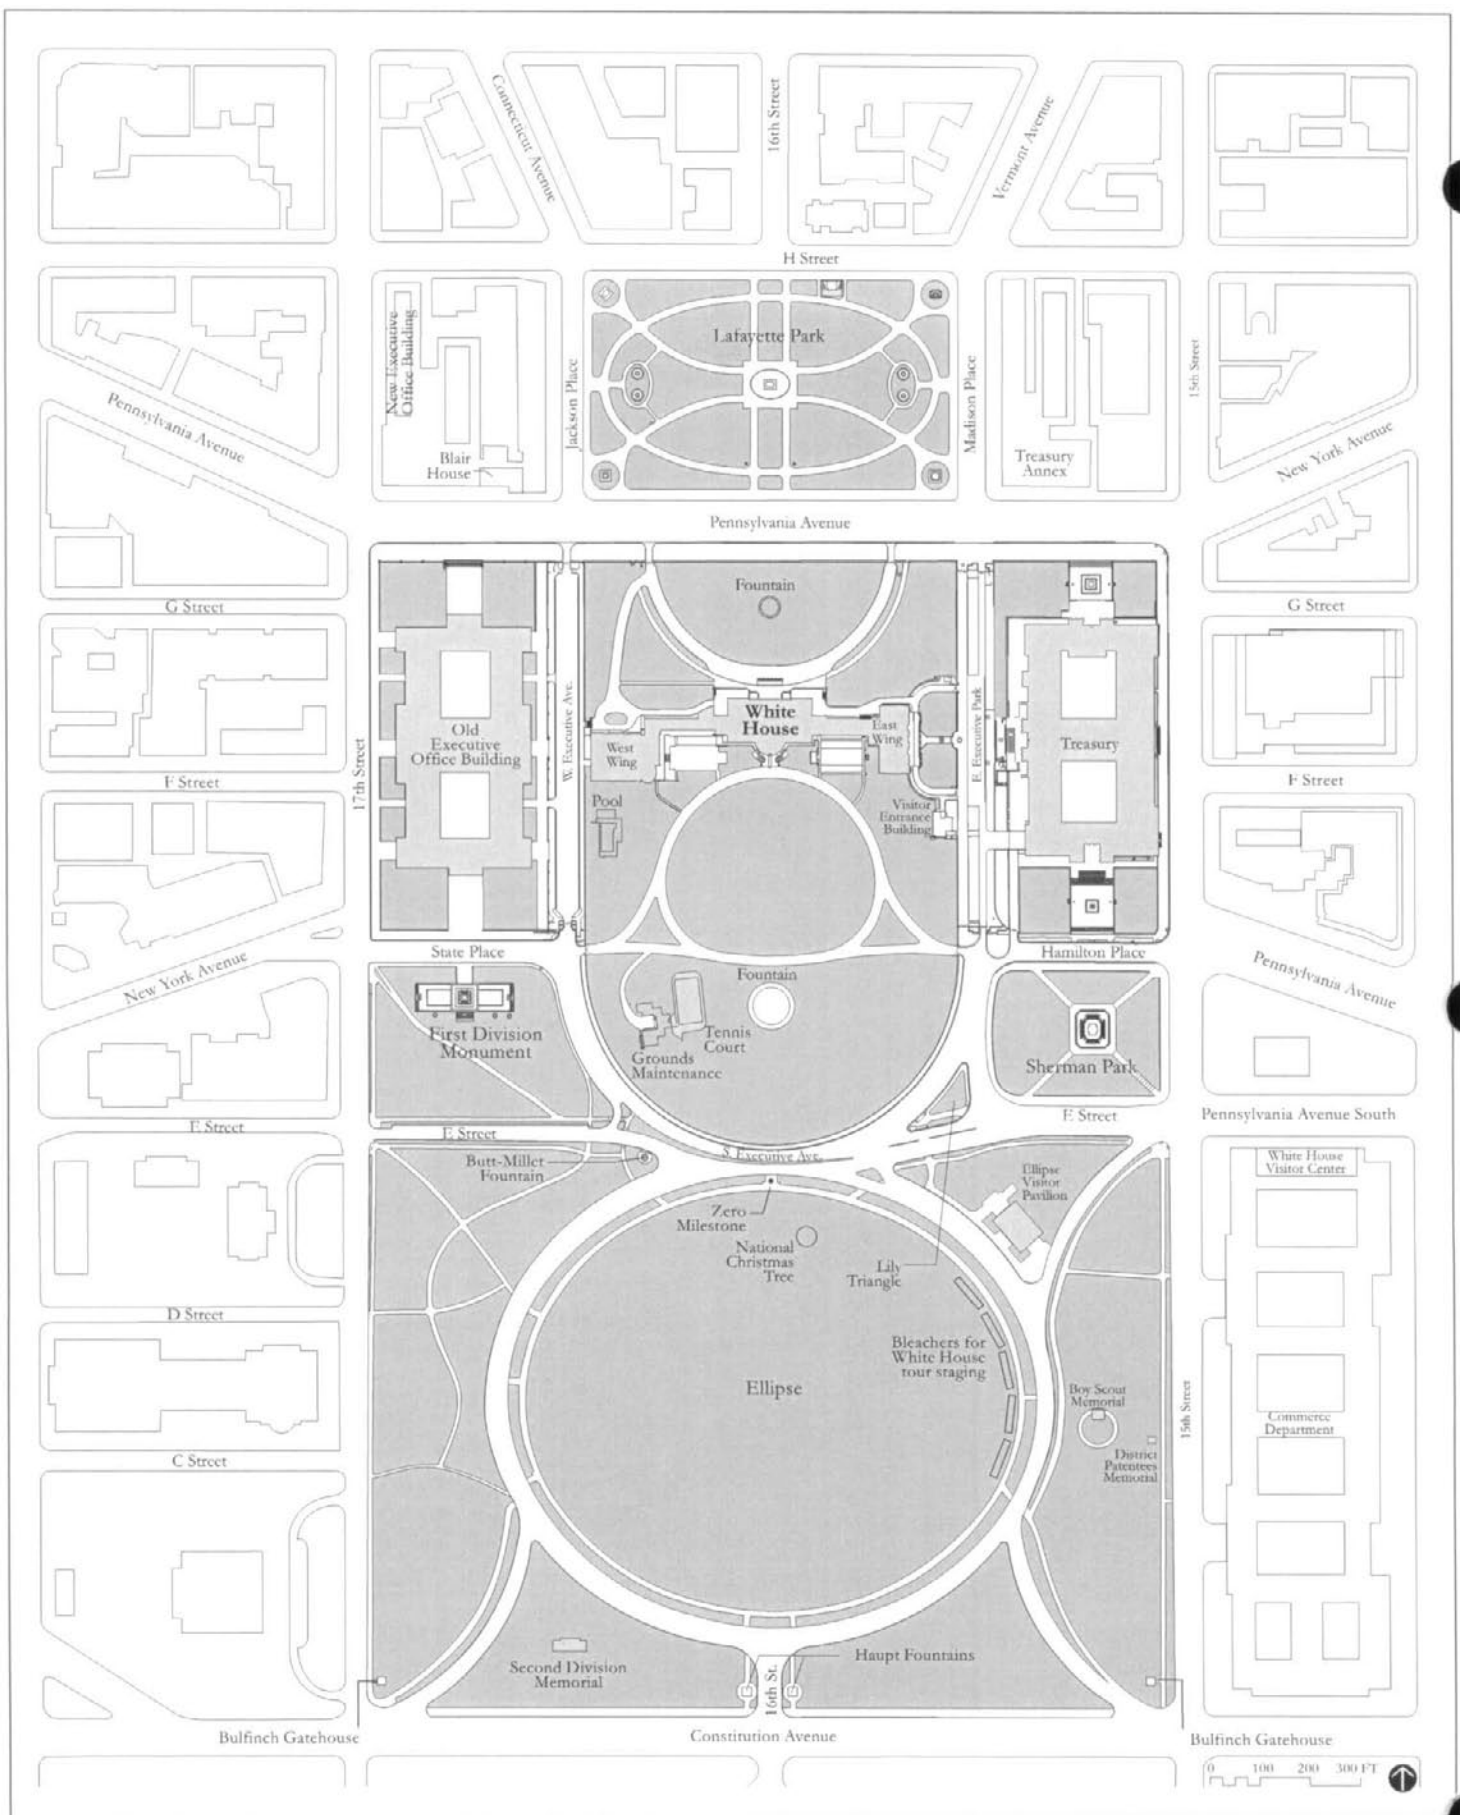 Connecticut Avenue
16th Street
Vermont Avenue
H Street
New Executive
Office Building
Lafayette Park
Jackson Place
Madison Place
15th Street
Pennsylvania Avenue
New York Avenue
Blair
House
Treasury
Annex
Pennsylvania Avenue
G Street
Fountain
G Street
17th Street
Old
Executive
Office Building
W. Executive Ave.
White
House
West
Wing
East
Wing
E. Executive Park
Treasury
F Street
F Street
Pool
Visitor
Entrance
Building
State Place
Hamilton Place
New York Avenue
Pennsylvania Avenue
Fountain
First Division
Monument
Tennis
Court
Grounds
Maintenance
Sherman Park
E Street
E Street
E Street
Pennsylvania Avenue South
S. Executive Ave.
Butt-Millet
Fountain
Ellipse
Visitor
Pavilion
White House
Visitor Center
Zero
Milestone
National
Christmas
Tree
Lily
Triangle
D Street
Bleachers for
White House
tour staging
Ellipse
Boy Scout
Memorial
15th Street
Commerce
Department
District
Patentees
Memorial
C Street
Second Division
Memorial
Haupt Fountains
16th St.
Bulfinch Gatehouse
Constitution Avenue
Bulfinch Gatehouse
0 100 200 300 FT